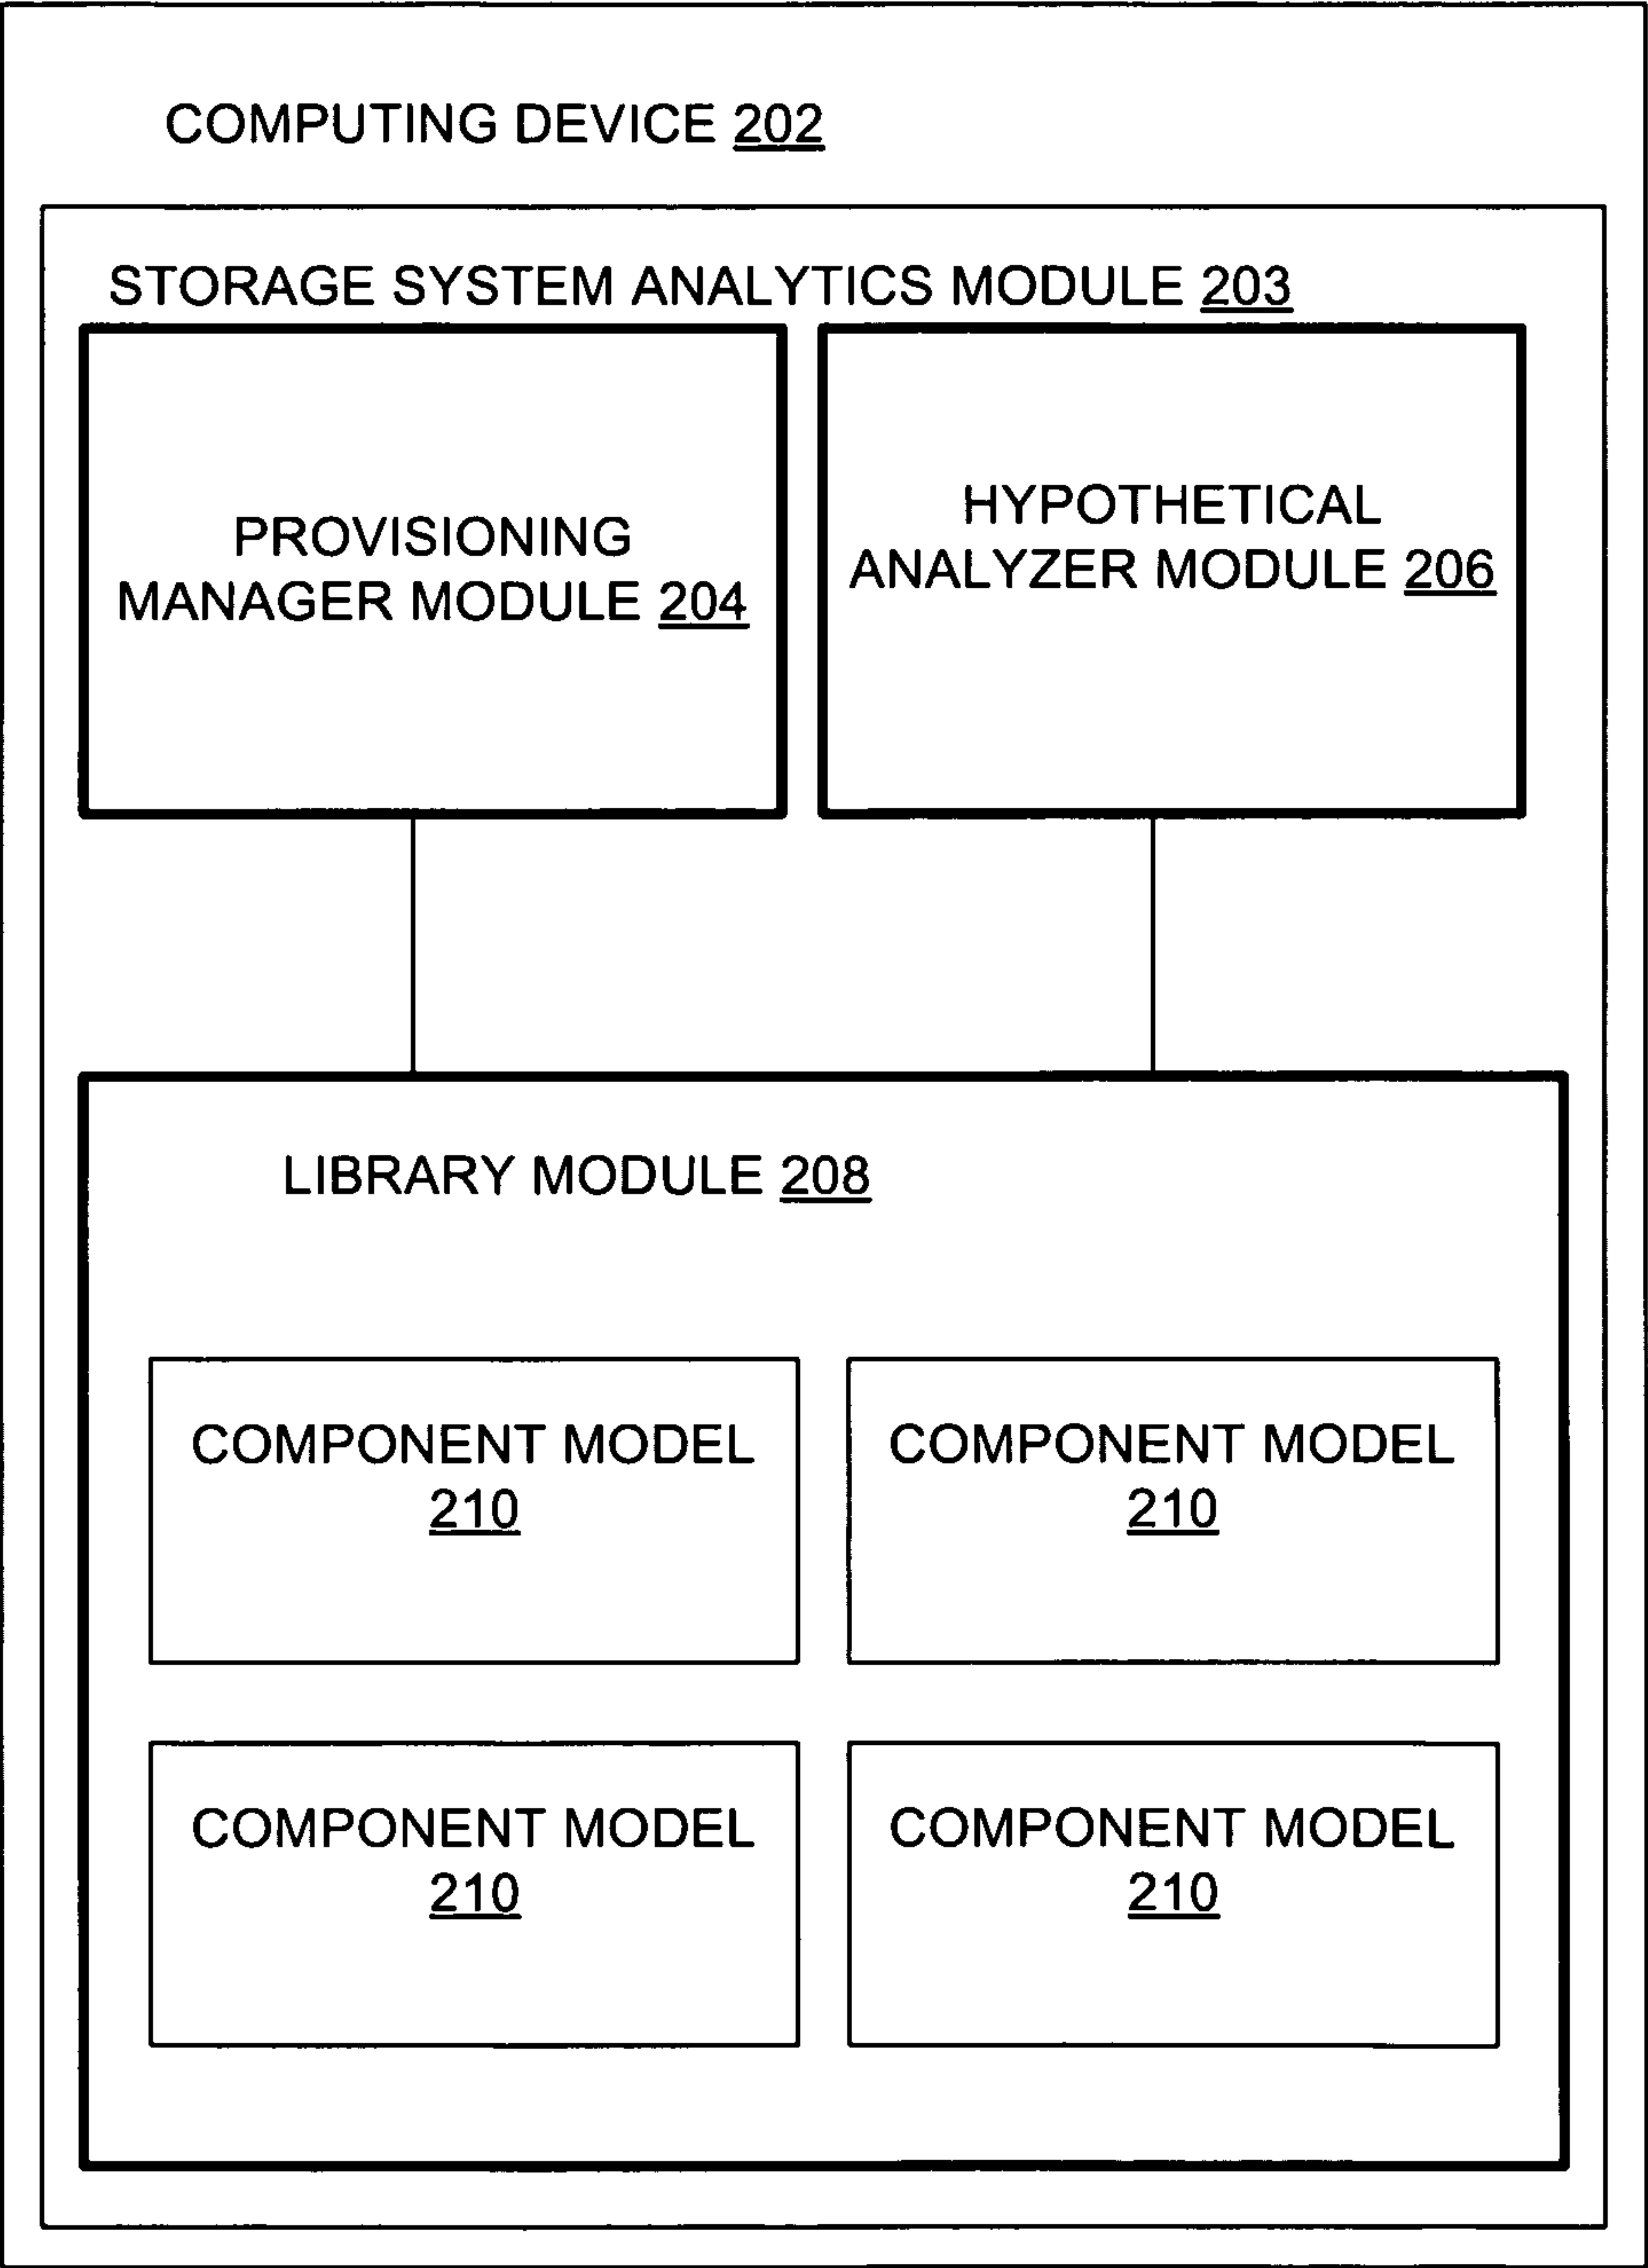 COMPUTING DEVICE 202
STORAGE SYSTEM ANALYTICS MODULE 203
PROVISIONING
MANAGER MODULE 204
HYPOTHETICAL
ANALYZER MODULE 206
LIBRARY MODULE 208
COMPONENT MODEL
210
COMPONENT MODEL
210
COMPONENT MODEL
210
COMPONENT MODEL
210